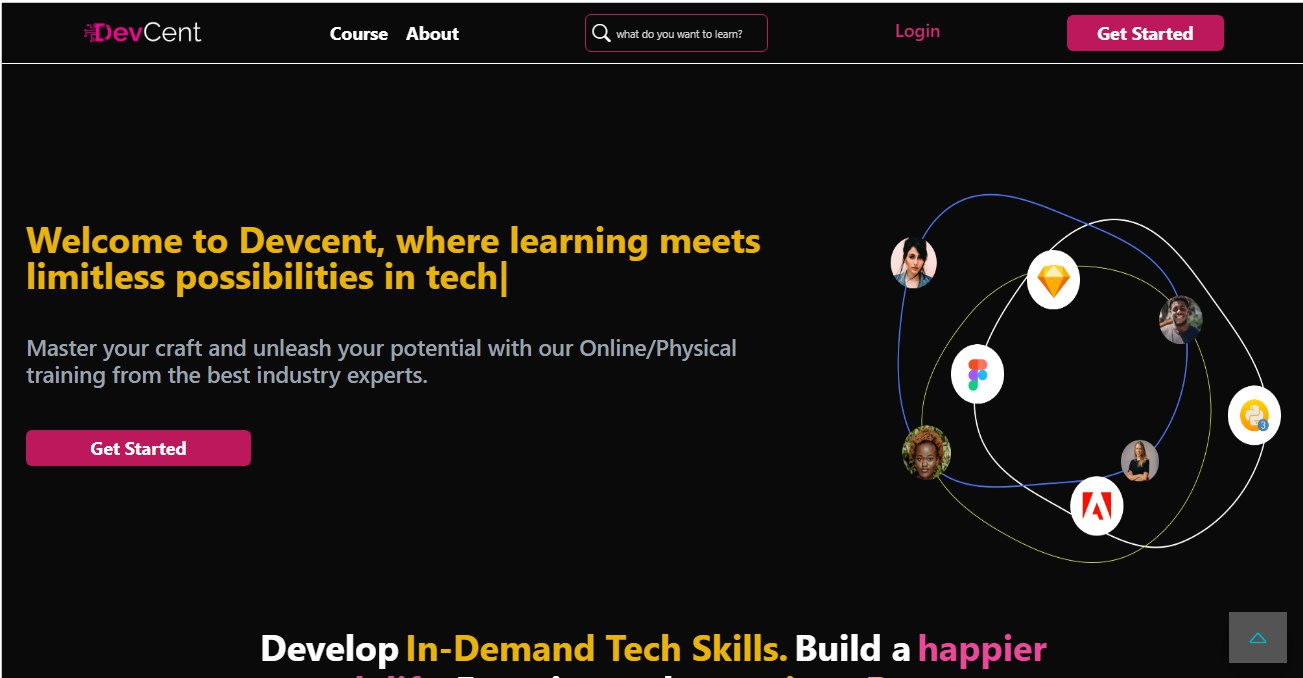 DevCent
Course About
what do you want to learn?
Login
Get Started
Welcome to Devcent, where learning meets
limitless possibilities in tech|
Master your craft and unleash your potential with our Online/Physical
training from the best industry experts.
Get Started
3
Develop In-Demand Tech Skills. Build a happier